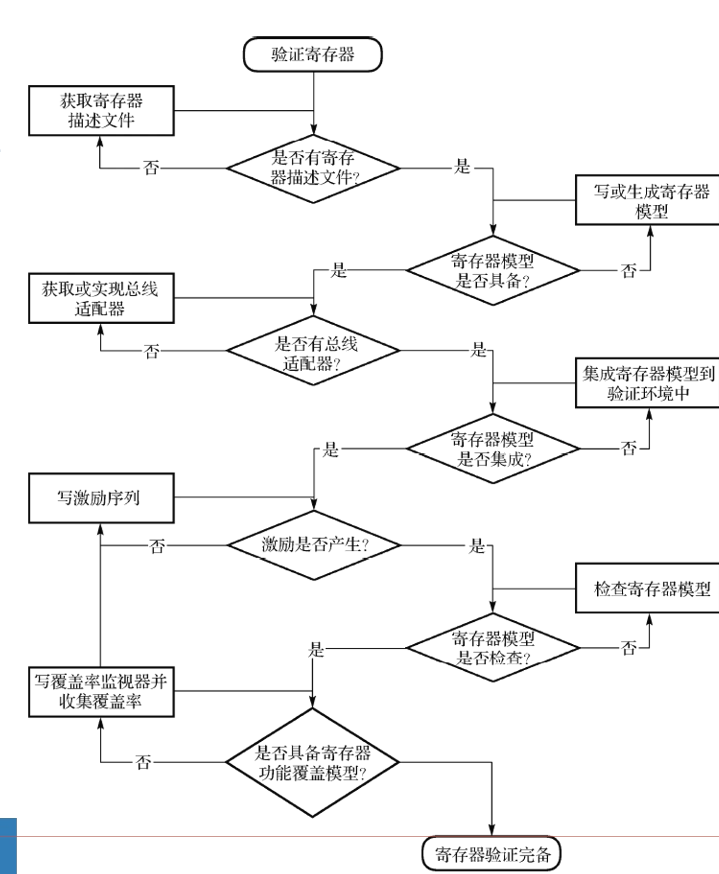 验证寄存器
获取寄存器
描述文件
是否有寄存
器描述文件?
否
是
写或生成寄存器
模型
寄存器模型
是否具备?
是
否
获取或实现总线
适配器
是否有总线
适配器?
否
是
集成寄存器模型到
验证环境中
寄存器模型
是否集成?
是
否
写激励序列
激励是否产生?
否
是
检查寄存器模型
寄存器模型
是否检查?
是
否
写覆盖率监视器并
收集覆盖率
是否具备寄存器
功能覆盖模型?
否
寄存器验证完备